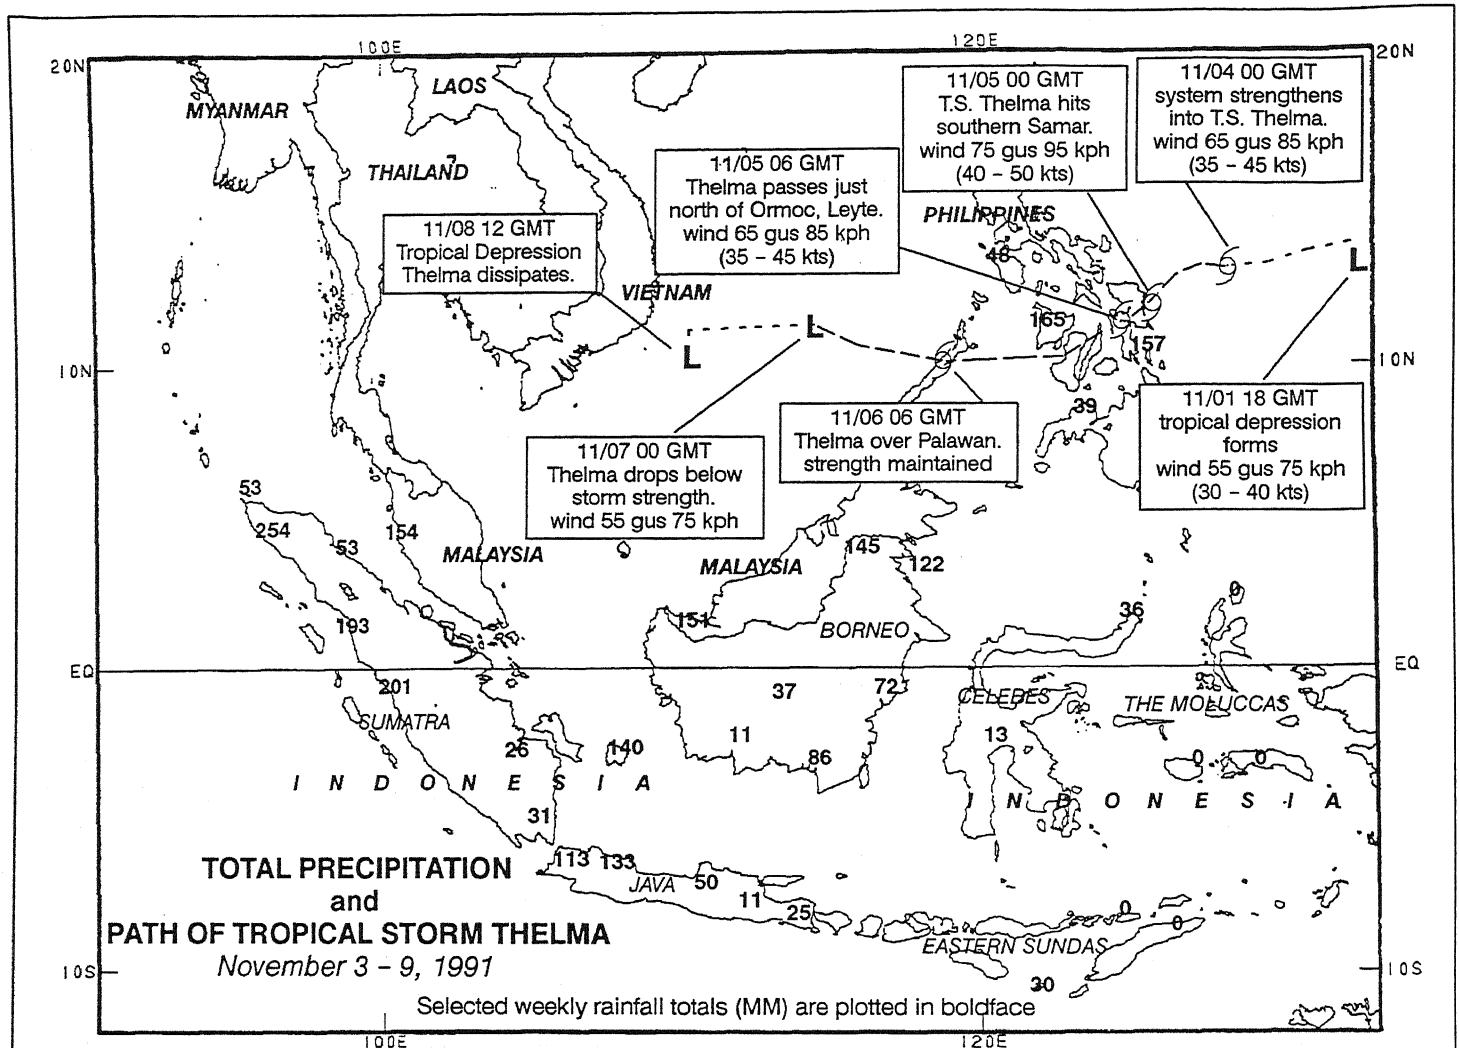 100E
120E
20N
20N
MYANMAR
LAOS
THAILAND
7
11/05 00 GMT
T.S. Thelma hits
southern Samar.
wind 75 gus 95 kph
(40 – 50 kts)
11/04 00 GMT
system strengthens
into T.S. Thelma.
wind 65 gus 85 kph
(35 – 45 kts)
11/05 06 GMT
Thelma passes just
north of Ormoc, Leyte.
wind 65 gus 85 kph
(35 – 45 kts)
PHILIPPINES
11/08 12 GMT
Tropical Depression
Thelma dissipates.
48
L
VIETNAM
165
L
157
L
10N
10N
39
11/01 18 GMT
tropical depression
forms
wind 55 gus 75 kph
(30 – 40 kts)
11/06 06 GMT
Thelma over Palawan.
strength maintained
11/07 00 GMT
Thelma drops below
storm strength.
wind 55 gus 75 kph
53
254
53
154
MALAYSIA
145
122
MALAYSIA
0
36
193
151
BORNEO
EQ
EQ
201
37
72
CELEBES
THE MOLUCCAS
SUMATRA
11
13
26
140
86
0
0
INDONESIA
INDONESIA
31
113
133
JAVA
50
11
25
0
0
EASTERN SUNDAS
30
TOTAL PRECIPITATION
and
PATH OF TROPICAL STORM THELMA
November 3 – 9, 1991
10S
10S
Selected weekly rainfall totals (MM) are plotted in boldface
100E
120E